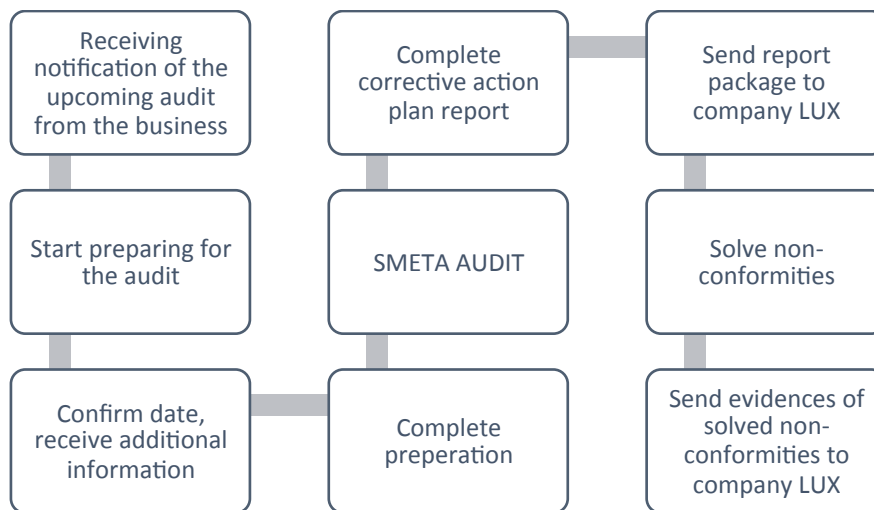 Receiving
notification of the
upcoming audit
from the business
Start preparing for
the audit
Confirm date,
receive additional
information
Complete
preperation
SMETA AUDIT
Complete
corrective action
plan report
Send report
package to
company LUX
Solve non-
conformities
Send evidences of
solved non-
conformities to
company LUX